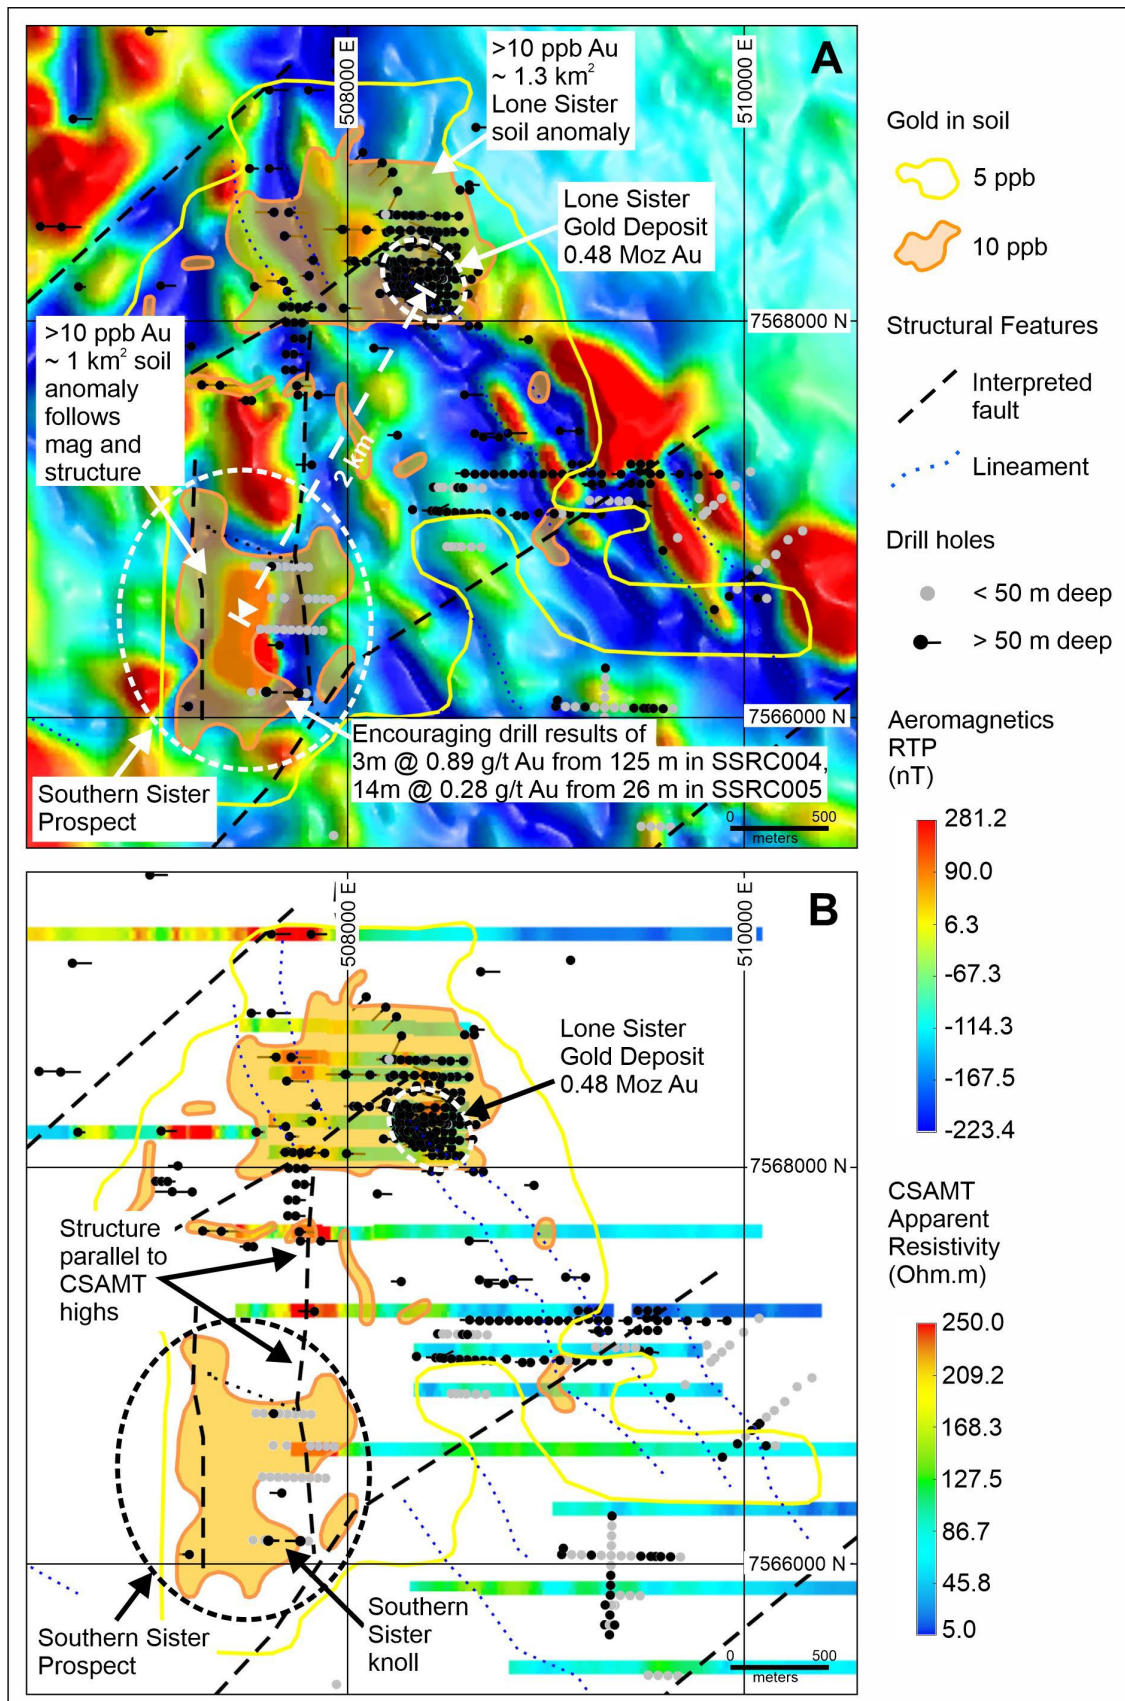 A
508000 E
510000 E
>10 ppb Au
~ 1.3 km²
Lone Sister
soil anomaly
Lone Sister
Gold Deposit
0.48 Moz Au
7568000 N
>10 ppb Au
~ 1 km² soil
anomaly
follows
mag and
structure
2 km
7566000 N
Encouraging drill results of
3m @ 0.89 g/t Au from 125 m in SSRC004,
14m @ 0.28 g/t Au from 26 m in SSRC005
Southern Sister
Prospect
0 500
meters
B
508000 E
510000 E
Lone Sister
Gold Deposit
0.48 Moz Au
7568000 N
Structure
parallel to
CSAMT
highs
7566000 N
Southern Sister
Prospect
Southern
Sister
knoll
0 500
meters
Gold in soil
5 ppb
10 ppb
Structural Features
Interpreted
fault
Lineament
Drill holes
< 50 m deep
> 50 m deep
Aeromagnetics
RTP
(nT)
281.2
90.0
6.3
-67.3
-114.3
-167.5
-223.4
CSAMT
Apparent
Resistivity
(Ohm.m)
250.0
209.2
168.3
127.5
86.7
45.8
5.0